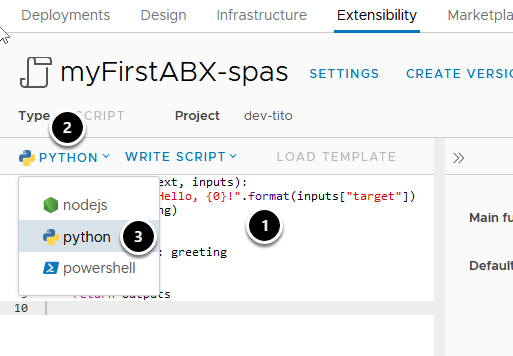 Deployments Design Infrastructure Extensibility Marketpla
myFirstABX-spas SETTINGS CREATE VERSIO
Type SCRIPT Project dev-tito
2
PYTHON WRITE SCRIPT LOAD TEMPLATE
ext, inputs):
Hello, {0}!".format(inputs["target"])
ng)
1
nodejs
python 3
powershell
: greeting
10
Main fu
Default